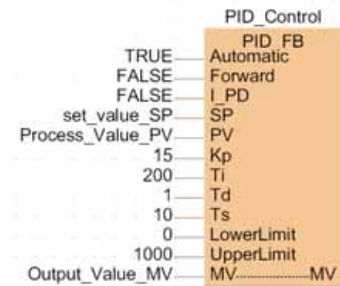 PID_Control
PID_FB
TRUE Automatic
FALSE Forward
FALSE I_PD
set_value_SP SP
Process_Value_PV PV
15 Kp
200 Ti
1 Td
10 Ts
0 LowerLimit
1000 UpperLimit
Output_Value_MV MV MV